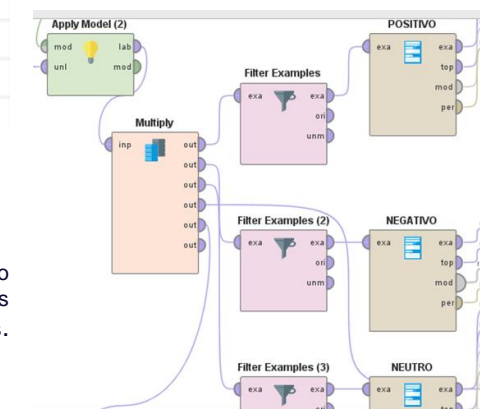 Apply Model (2)
mod lab
unl mod
Multiply
inp out
out
out
out
out
out
Filter Examples
exa exa
ori
unm
POSITIVO
exa exa
top
mod
per
Filter Examples (2)
exa exa
ori
unm
NEGATIVO
exa exa
top
mod
per
Filter Examples (3)
exa exa
ori
NEUTRO
exa exa
top
o
s
.